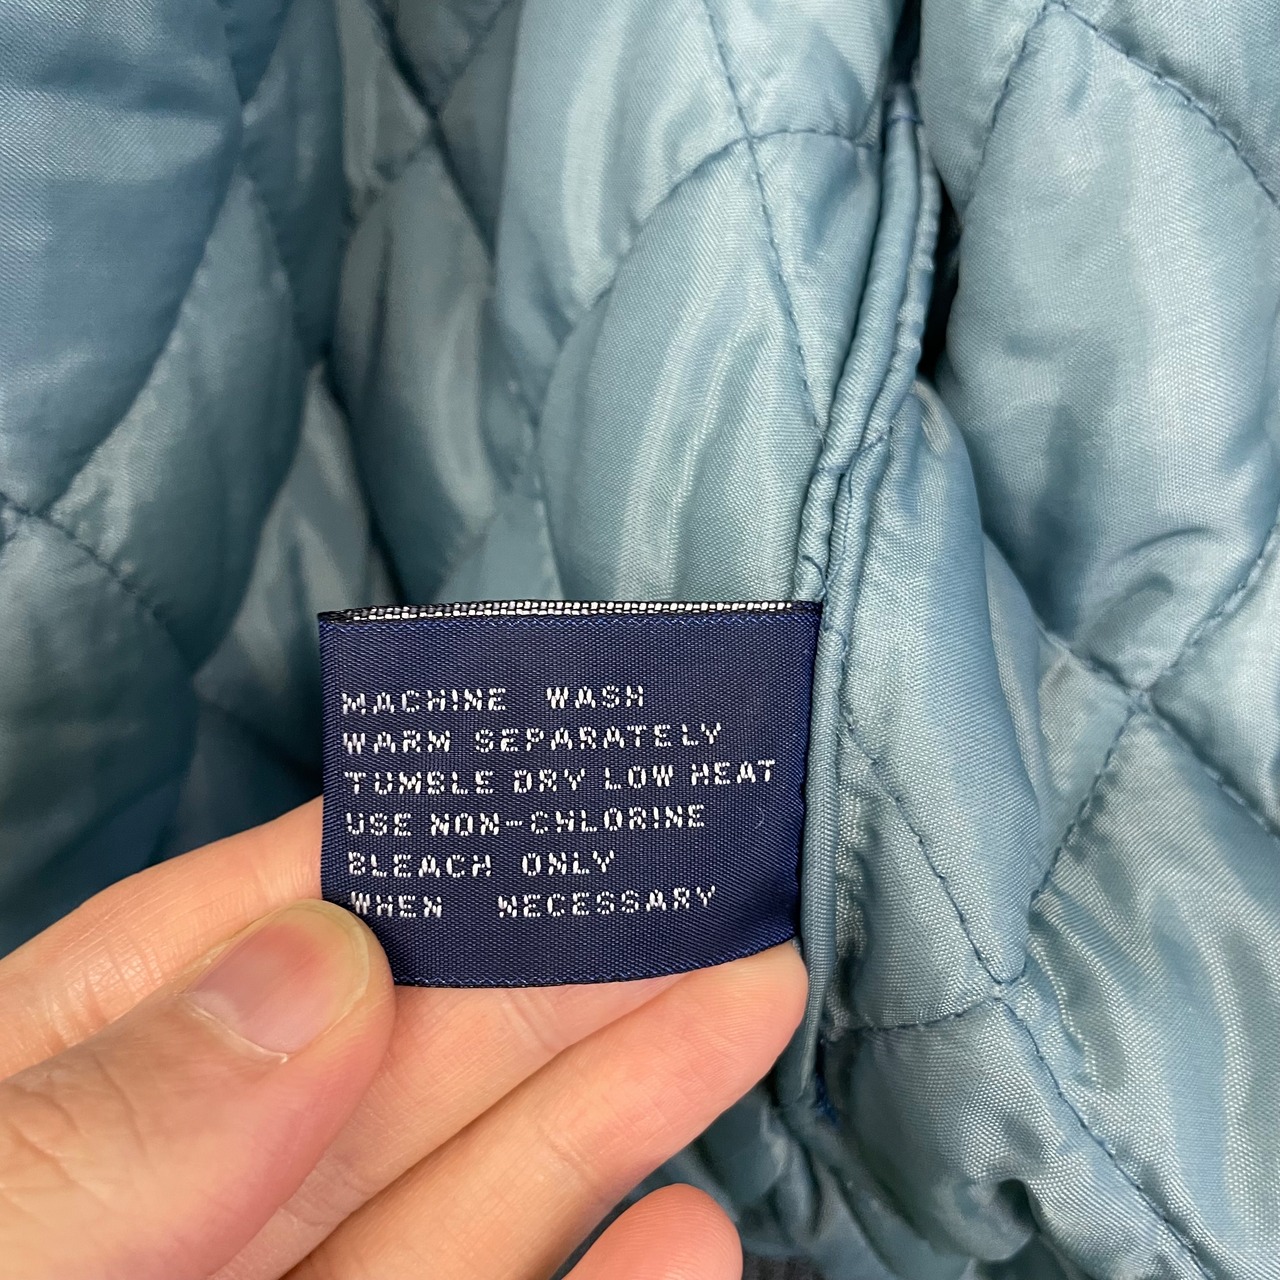 MACHINE WASH
WARM SEPARATELY
TUMBLE DRY LOW HEAT
USE NON-CHLORINE
BLEACH ONLY
WHEN NECESSARY